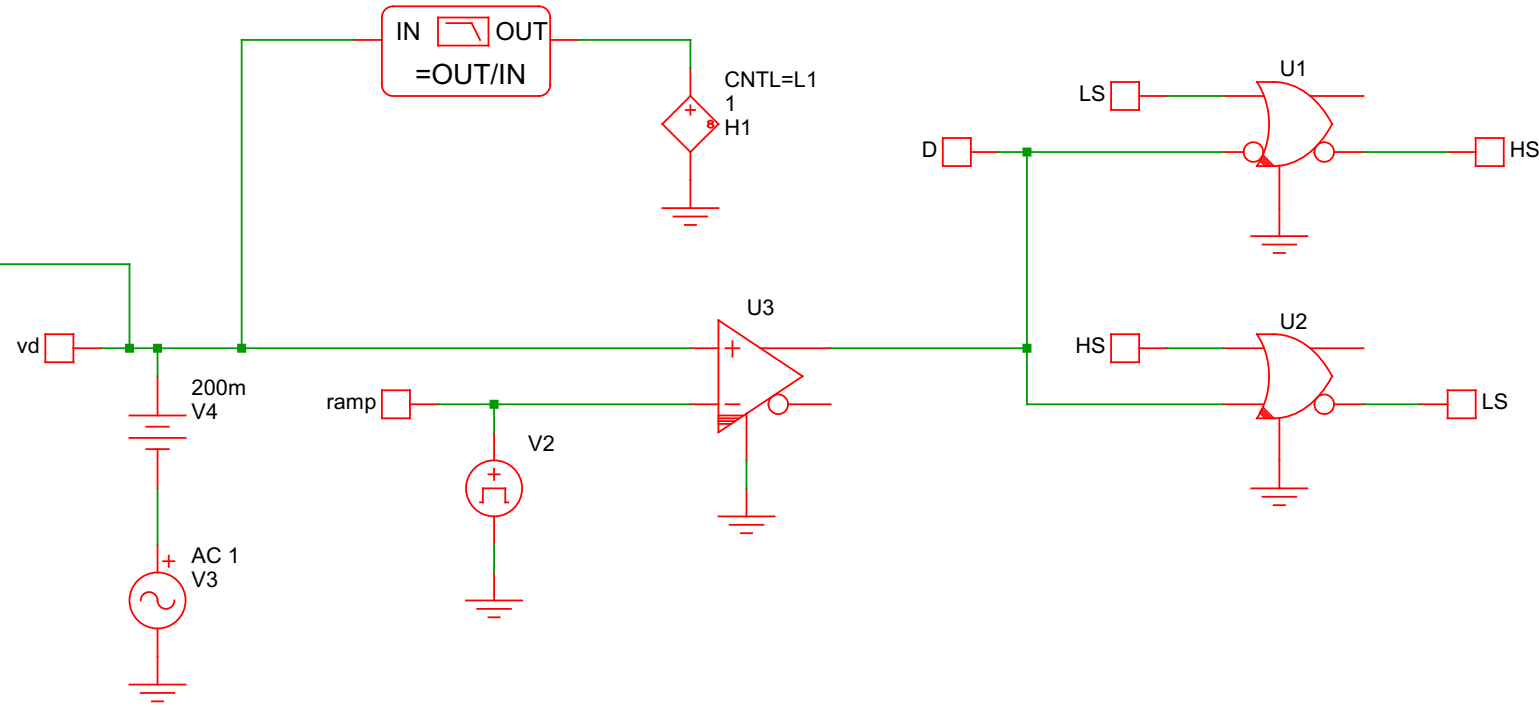 IN OUT
=OUT/IN
CNTL=L1
1
H1
U1
LS
D
HS
U3
U2
vd
HS
200m
V4
ramp
LS
V2
AC 1
V3